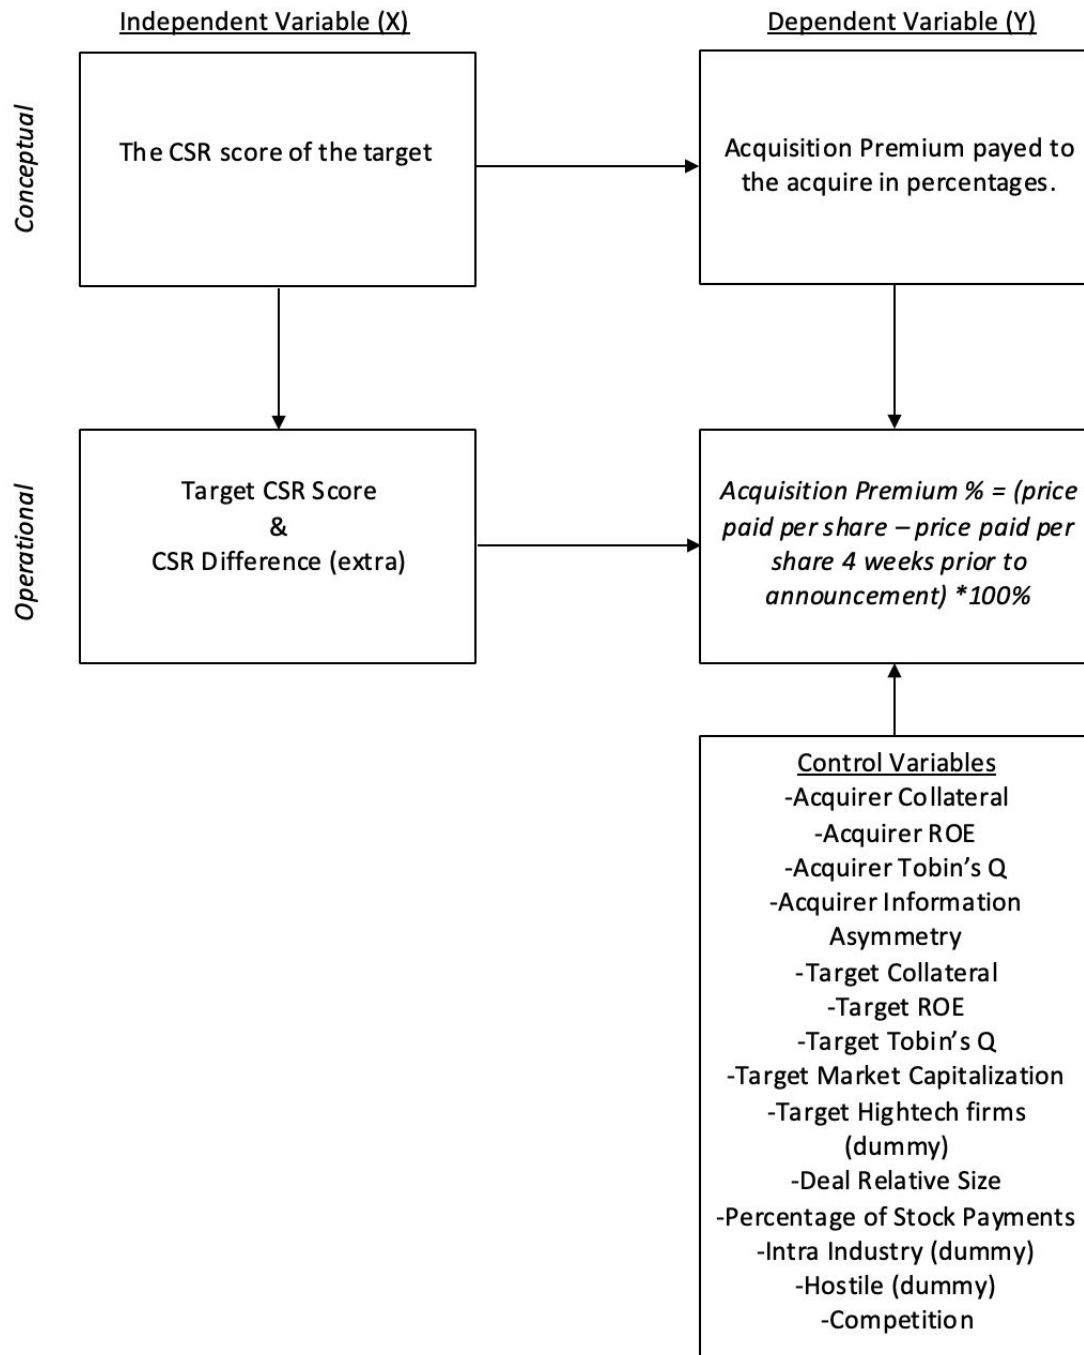 Independent Variable (X)
Dependent Variable (Y)
Conceptual
The CSR score of the target
Acquisition Premium payed to
the acquire in percentages.
Operational
Target CSR Score
&
CSR Difference (extra)
Acquisition Premium % = (price
paid per share – price paid per
share 4 weeks prior to
announcement) *100%
Control Variables
-Acquirer Collateral
-Acquirer ROE
-Acquirer Tobin’s Q
-Acquirer Information
Asymmetry
-Target Collateral
-Target ROE
-Target Tobin’s Q
-Target Market Capitalization
-Target Hightech firms
(dummy)
-Deal Relative Size
-Percentage of Stock Payments
-Intra Industry (dummy)
-Hostile (dummy)
-Competition